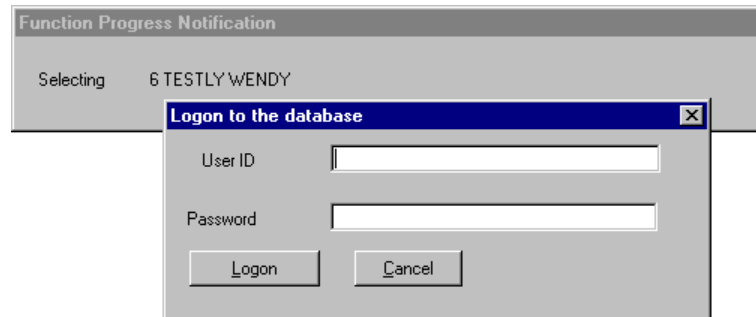 Function Progress Notification
Selecting 6 TESTLY WENDY
Logon to the database
User ID
Password
Logon Cancel